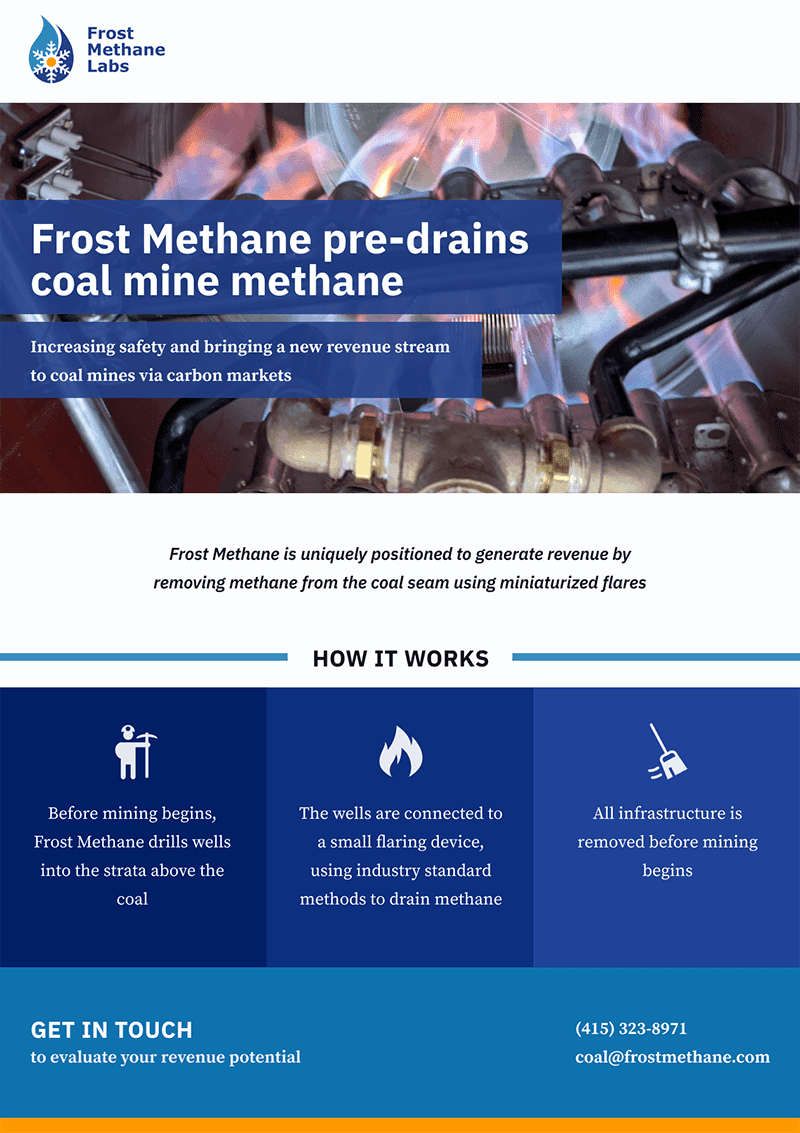 Frost
Methane
Labs
Frost Methane pre-drains
coal mine methane
Increasing safety and bringing a new revenue stream
to coal mines via carbon markets
Frost Methane is uniquely positioned to generate revenue by
removing methane from the coal seam using miniaturized flares
HOW IT WORKS
Before mining begins,
Frost Methane drills wells
into the strata above the
coal
The wells are connected to
a small flaring device,
using industry standard
methods to drain methane
All infrastructure is
removed before mining
begins
GET IN TOUCH
to evaluate your revenue potential
(415) 323-8971
coal@frostmethane.com